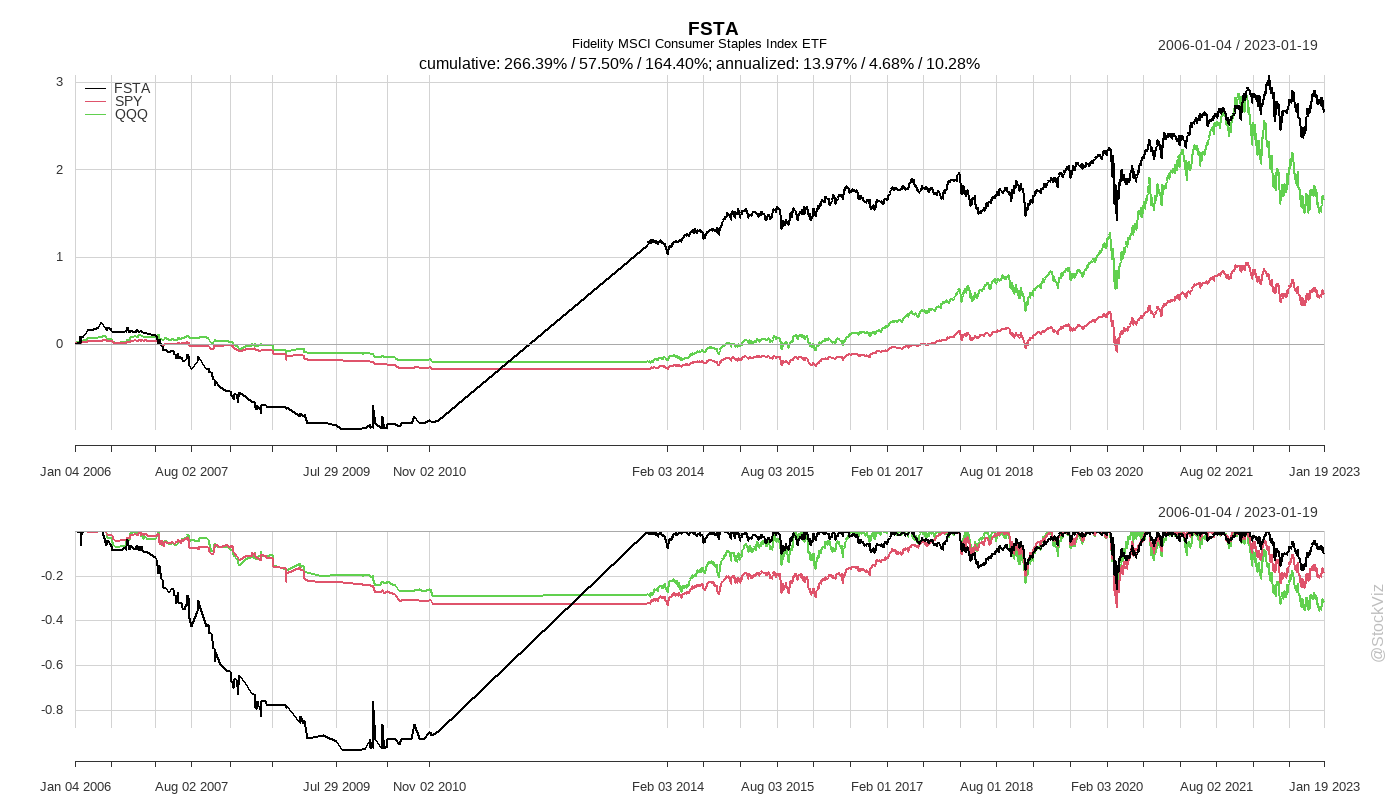 FSTA
Fidelity MSCI Consumer Staples Index ETF
2006-01-04 / 2023-01-19
cumulative: 266.39% / 57.50% / 164.40%; annualized: 13.97% / 4.68% / 10.28%
FSTA
SPY
QQQ
3
2
1
0
Jan 04 2006 Aug 02 2007 Jul 29 2009 Nov 02 2010 Feb 03 2014 Aug 03 2015 Feb 01 2017 Aug 01 2018 Feb 03 2020 Aug 02 2021 Jan 19 2023
2006-01-04 / 2023-01-19
-0.2
-0.4
-0.6
-0.8
@StockViz
Jan 04 2006 Aug 02 2007 Jul 29 2009 Nov 02 2010 Feb 03 2014 Aug 03 2015 Feb 01 2017 Aug 01 2018 Feb 03 2020 Aug 02 2021 Jan 19 2023